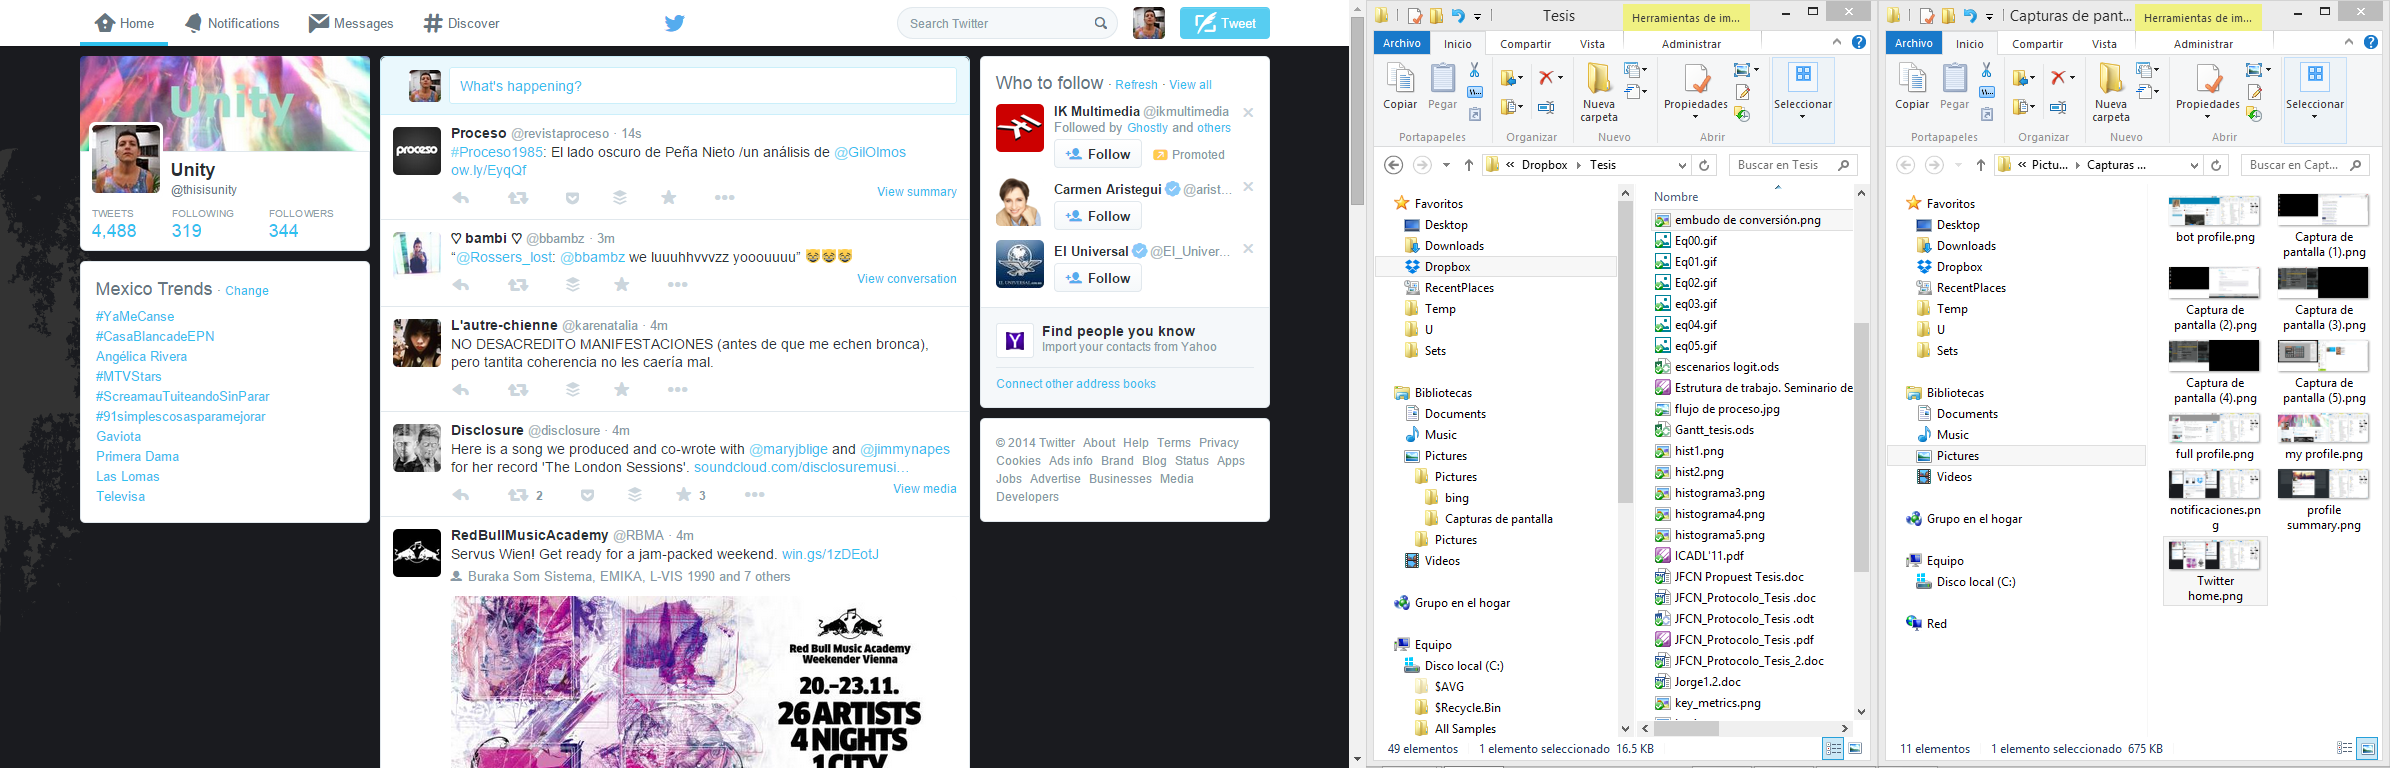 Home
Notifications
Messages
Discover
Search Twitter
Tweet
Unity
Unity
@thisisunity
TWEETS FOLLOWING FOLLOWERS
4,488 319 344
Mexico Trends · Change
#YaMeCanse
#CasaBlancadeEPN
Angélica Rivera
#MTVStars
#ScreamauTuiteandoSinParar
#91simplescosasparamejorar
Gaviota
Primera Dama
Las Lomas
Televisa
What's happening?
proceso
Proceso @revistaproceso · 14s
#Proceso1985: El lado oscuro de Peña Nieto /un análisis de @GilOlmos
ow.ly/EyqQf
View summary
♡ bambi ♡ @bbambz · 3m
“@Rossers_lost: @bbambz we luuuhhvvvzz yooouuuu” 😸😸😸
View conversation
L'autre-chienne @karenatalia · 4m
NO DESACREDITO MANIFESTACIONES (antes de que me echen bronca),
pero tantita coherencia no les caería mal.
Disclosure @disclosure · 4m
Here is a song we produced and co-wrote with @maryjblige and @jimmynapes
for her record 'The London Sessions'. soundcloud.com/disclosuremusi…
2 3
View media
RedBullMusicAcademy @RBMA · 4m
Servus Wien! Get ready for a jam-packed weekend. win.gs/1zDEotJ
Buraka Som Sistema, EMIKA, L-VIS 1990 and 7 others
Red Bull Music Academy
Weekender Vienna
20.–23.11.
26 ARTISTS
4 NIGHTS
1 CITY
Who to follow · Refresh · View all
IK Multimedia @ikmultimedia
Followed by Ghostly and others
Follow
Promoted
Carmen Aristegui @arist...
Follow
El Universal @El_Univer...
Follow
Find people you know
Import your contacts from Yahoo
Connect other address books
© 2014 Twitter About Help Terms Privacy
Cookies Ads info Brand Blog Status Apps
Jobs Advertise Businesses Media
Developers
Tesis
Herramientas de im...
Archivo
Inicio
Compartir
Vista
Administrar
Copiar
Pegar
Nueva
carpeta
Propiedades
Seleccionar
Portapapeles
Organizar
Nuevo
Abrir
« Dropbox › Tesis
Buscar en Tesis
Favoritos
Desktop
Downloads
Dropbox
RecentPlaces
Temp
U
Sets
Bibliotecas
Documents
Music
Pictures
Pictures
bing
Capturas de pantalla
Pictures
Videos
Grupo en el hogar
Equipo
Disco local (C:)
$AVG
$Recycle.Bin
All Samples
Nombre
embudo de conversión.png
Eq00.gif
Eq01.gif
Eq02.gif
eq03.gif
eq04.gif
eq05.gif
escenarios logit.ods
Estructura de trabajo. Seminario de
flujo de proceso.jpg
Gantt_tesis.ods
hist1.png
hist2.png
histograma3.png
histograma4.png
histograma5.png
ICADL'11.pdf
JFCN Propuest Tesis.doc
JFCN_Protocolo_Tesis .doc
JFCN_Protocolo_Tesis .odt
JFCN_Protocolo_Tesis .pdf
JFCN_Protocolo_Tesis_2.doc
Jorge1.2.doc
key_metrics.png
49 elementos
1 elemento seleccionado 16.5 KB
Capturas de pant...
Herramientas de im...
Archivo
Inicio
Compartir
Vista
Administrar
Copiar
Pegar
Nueva
carpeta
Propiedades
Seleccionar
Portapapeles
Organizar
Nuevo
Abrir
« Pictu... › Capturas ...
Buscar en Capt...
Favoritos
Desktop
Downloads
Dropbox
RecentPlaces
Temp
U
Sets
Bibliotecas
Documents
Music
Pictures
Videos
Grupo en el hogar
Equipo
Disco local (C:)
Red
bot profile.png
Captura de
pantalla (1).png
Captura de
pantalla (2).png
Captura de
pantalla (3).png
Captura de
pantalla (4).png
Captura de
pantalla (5).png
full profile.png
my profile.png
notificaciones.pn
g
profile
summary.png
Twitter
home.png
11 elementos
1 elemento seleccionado 675 KB